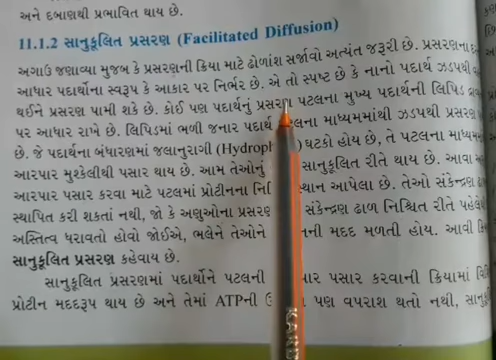 અને દબાણથી પ્રભાવિત થાય છે.
11.1.2 સાનુકૂલિત પ્રસરણ (Facilitated Diffusion)
અગાઉ જણાવ્યા મુજબ કે પ્રસરણની ક્રિયા માટે ઢોળાંશ સર્જાવો અત્યંત જરૂરી છે. પ્રસરણના
આધાર પદાર્થના સ્વરૂપ કે આકાર પર નિર્ભર છે. એ તો સ્પષ્ટ છે કે નાનો પદાર્થ ઝડપથી
થઈને પ્રસરણ પામી શકે છે. કોઈ પણ પદાર્થનું પ્રસરણ પટલના મુખ્ય પદાર્થની લિપિડ
પર આધાર રાખે છે. લિપિડમાં ભળી જનાર પદાર્થ માધ્યમમાંથી ઝડપથી પ્રસરણ
છે. જે પદાર્થના બંધારણમાં જલાનુરાગી ઘટકો હોય છે, તે પટલના
આરપાર મુશ્કેલીથી પસાર થાય છે. આમ તેઓનું સાનુકૂલિત રીતે થાય છે. આવા
આરપાર પસાર કરવા માટે પટલમાં પ્રોટીનના સ્થાન આપેલા છે. તેઓ સંકેન્દ્રણ
સ્થાપિત કરી શકતાં નથી, જો કે અણુઓના પ્રસરણ સંકેન્દ્રણ ઢાળ નિશ્ચિત રીતે
અસ્તિત્વ ધરાવતો હોવો જોઈએ, ભલેને તેઓને મદદ મળતી હોય. આવી
સાનુકૂલિત પ્રસરણ કહેવાય છે.
સાનુકૂલિત પ્રસરણમાં પદાર્થોને પટલની પસાર કરવાની ક્રિયામાં
પ્રોટીન મદદરૂપ થાય છે અને તેમાં ATPની પણ વપરાશ થતો નથી,